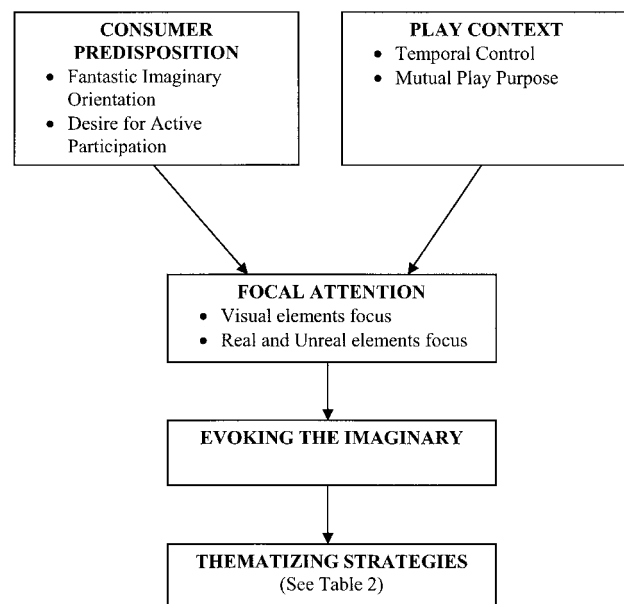 CONSUMER
PREDISPOSITION
• Fantastic Imaginary
Orientation
• Desire for Active
Participation
PLAY CONTEXT
• Temporal Control
• Mutual Play Purpose
FOCAL ATTENTION
• Visual elements focus
• Real and Unreal elements focus
EVOKING THE IMAGINARY
THEMATIZING STRATEGIES
(See Table 2)